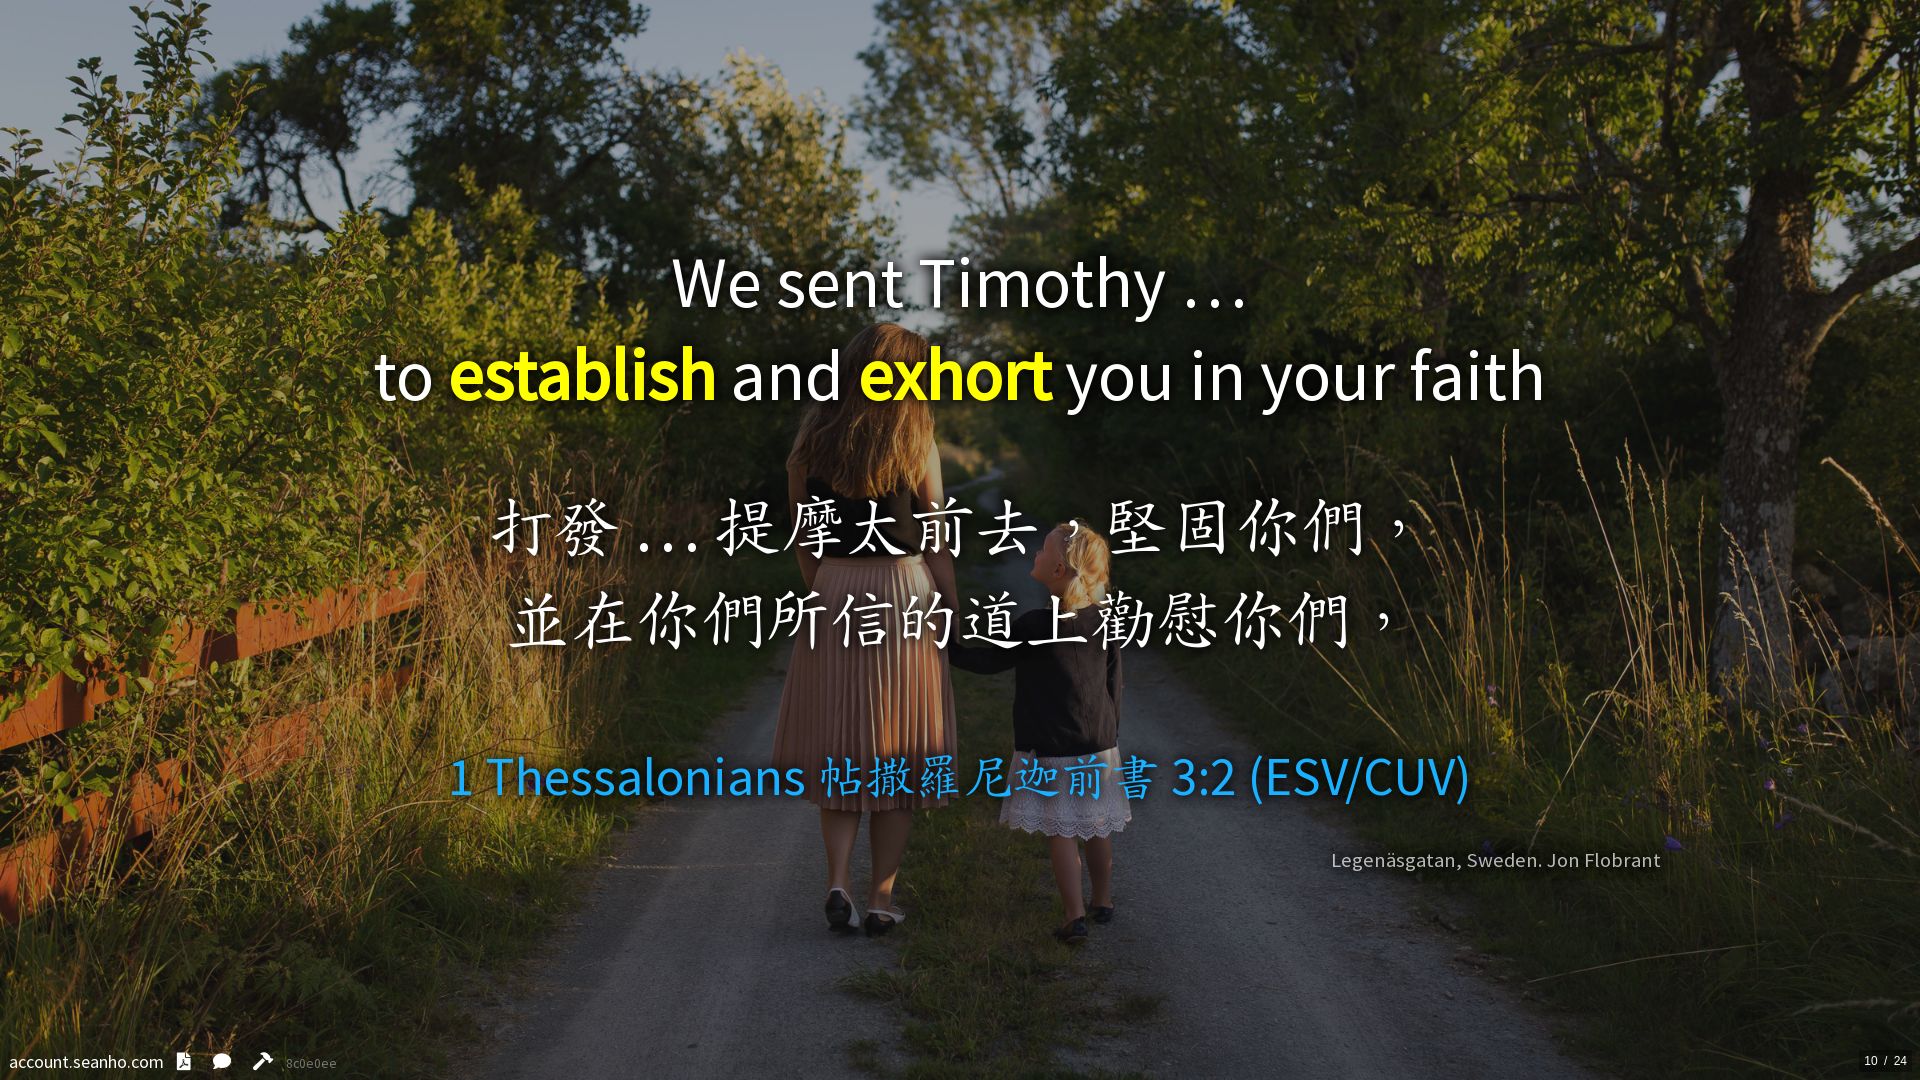 We sent Timothy …
to establish and exhort you in your faith
打發 … 提摩太前去，堅固你們，
並在你們所信的道上勸慰你們，
1 Thessalonians 帖撒羅尼迦前書 3:2 (ESV/CUV)
Legenäsgatan, Sweden. Jon Flobrant
account.seanho.com 8c0e0ee
10 / 24